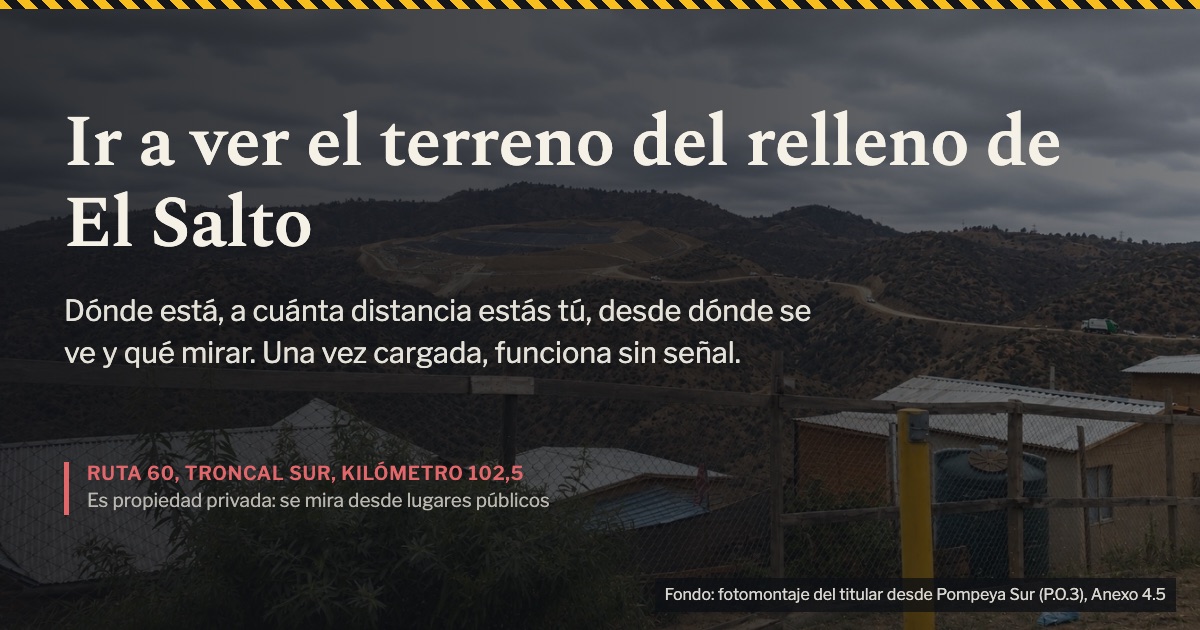 Ir a ver el terreno del relleno de
El Salto
Dónde está, a cuánta distancia estás tú, desde dónde se
ve y qué mirar. Una vez cargada, funciona sin señal.
RUTA 60, TRONCAL SUR, KILÓMETRO 102,5
Es propiedad privada: se mira desde lugares públicos
Fondo: fotomontaje del titular desde Pompeya Sur (P.O.3), Anexo 4.5